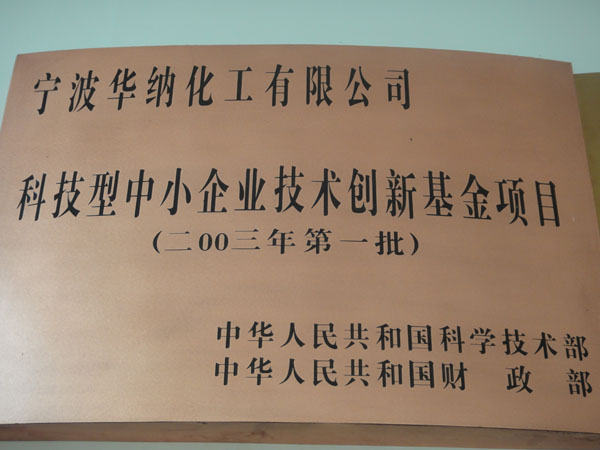 宁波华纳化工有限公司
科技型中小企业技术创新基金项目
(二00三年第一批)
中华人民共和国科学技术部
中华人民共和国财 政 部